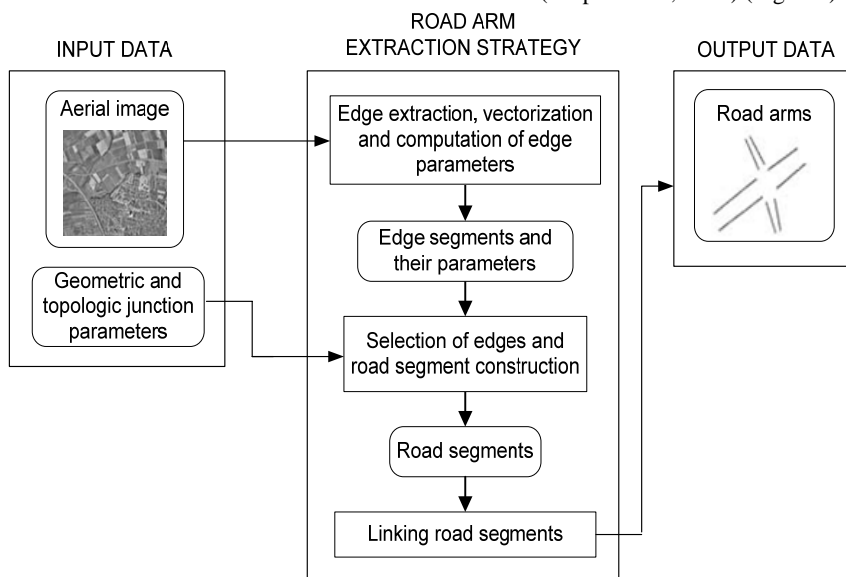 ROAD ARM
EXTRACTION STRATEGY
INPUT DATA
OUTPUT DATA
Aerial image
Geometric and
topologic junction
parameters
Edge extraction, vectorization
and computation of edge
parameters
Edge segments and
their parameters
Selection of edges and
road segment construction
Road segments
Linking road segments
Road arms